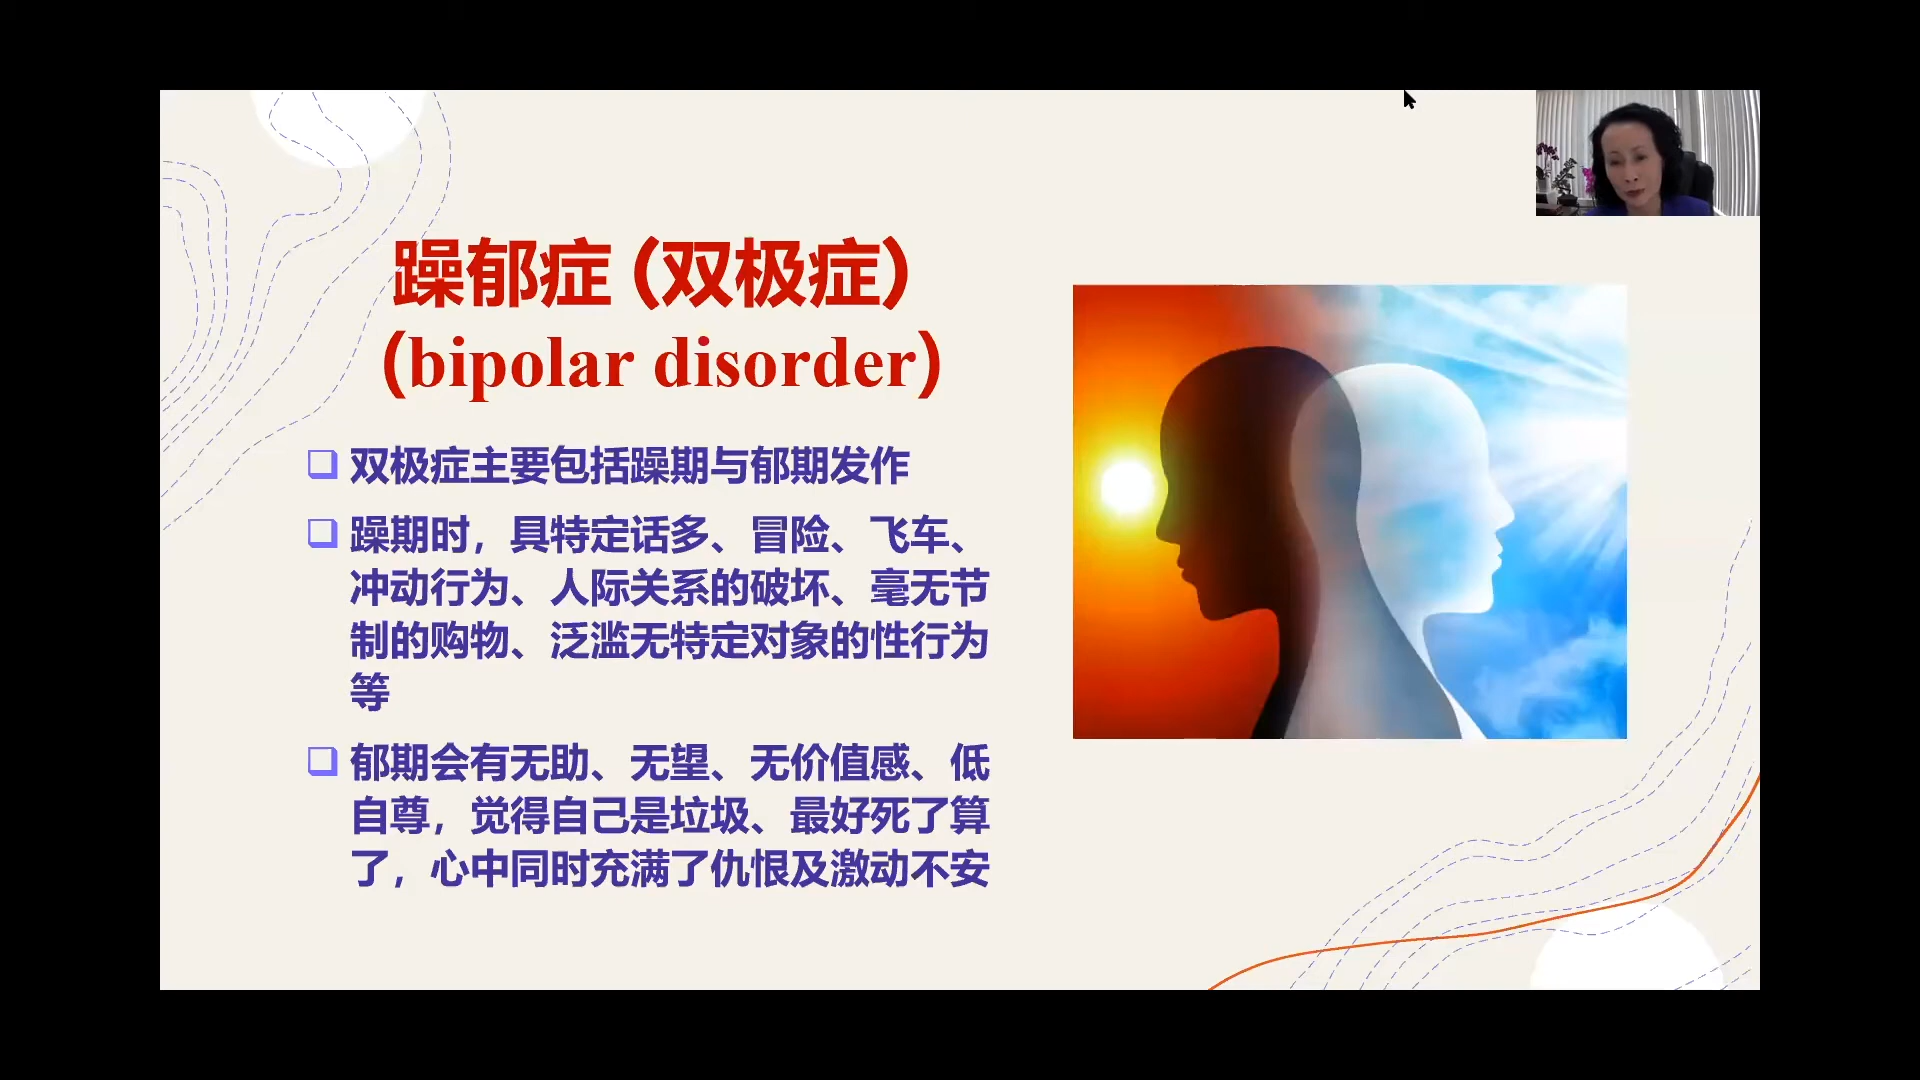 躁郁症(双极症)
(bipolar disorder)
双极症主要包括躁期与郁期发作
躁期时，具特定话多、冒险、飞车、
冲动行为、人际关系的破坏、毫无节
制的购物、泛滥无特定对象的性行为
等
郁期会有无助、无望、无价值感、低
自尊，觉得自己是垃圾、最好死了算
了，心中同时充满了仇恨及激动不安